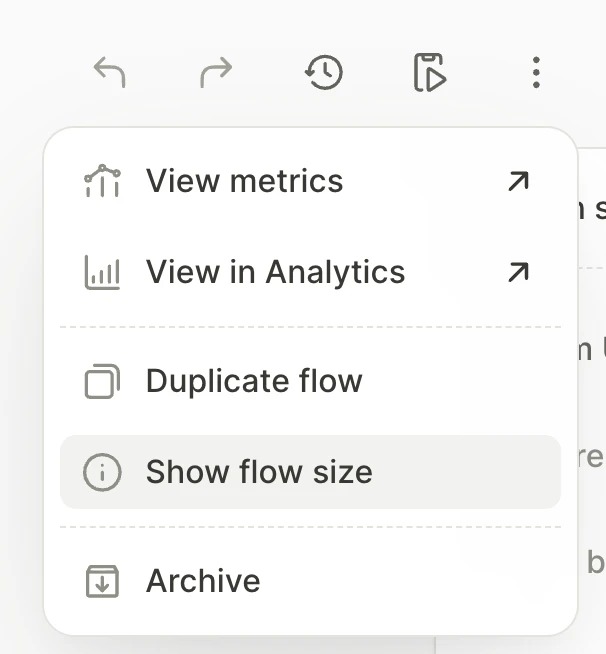 View metrics
View in Analytics
Duplicate flow
Show flow size
Archive